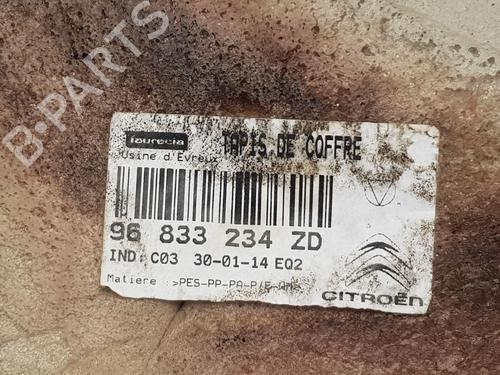 B-PARTS
faurecia
TAPIS DE COFFRE
Usine d'Evreux
96 833 234 ZD
IND: C03 30-01-14 EQ2
Matiere :>PES-PP-PA-P/E
CITROËN